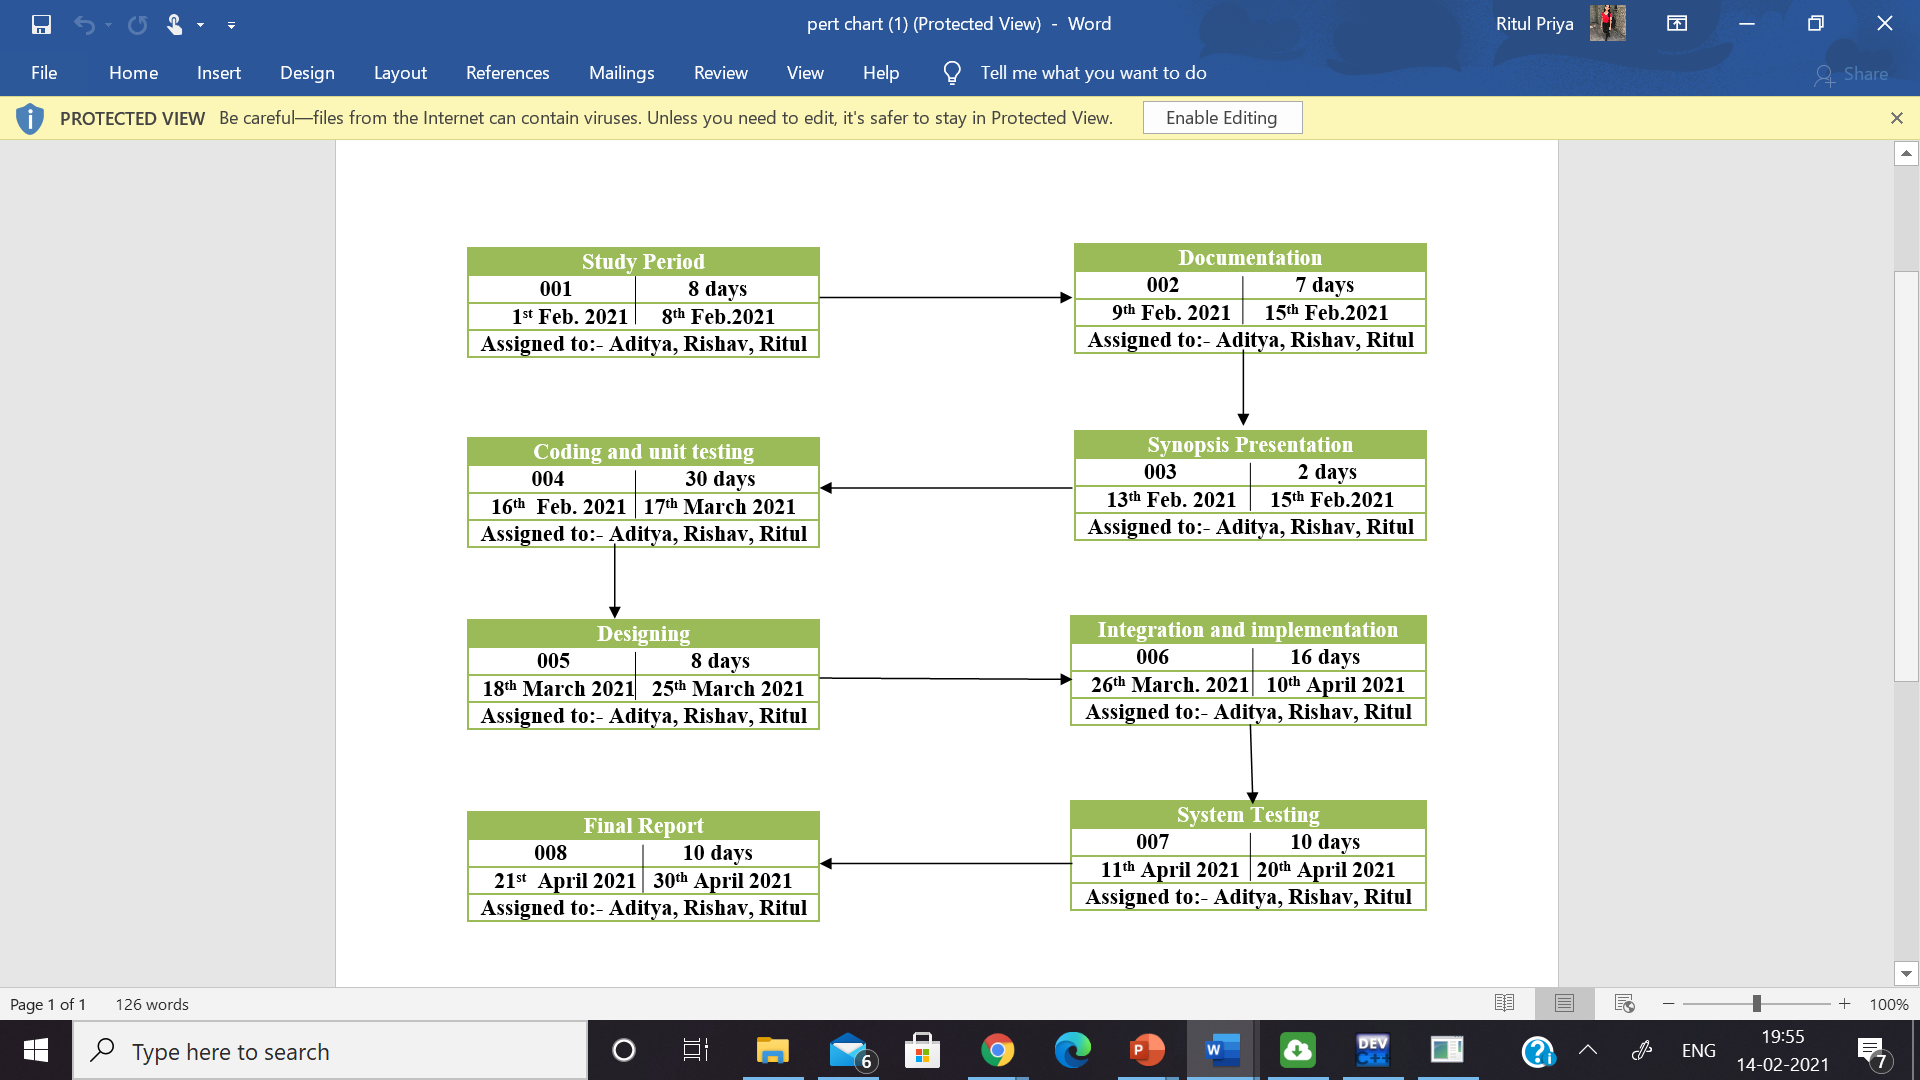 pert chart (1) (Protected View) - Word
Ritul Priya
File Home Insert Design Layout References Mailings Review View Help Tell me what you want to do Share
PROTECTED VIEW Be careful—files from the Internet can contain viruses. Unless you need to edit, it's safer to stay in Protected View. Enable Editing
Study Period
001 8 days
1st Feb. 2021 8th Feb.2021
Assigned to:- Aditya, Rishav, Ritul
Documentation
002 7 days
9th Feb. 2021 15th Feb.2021
Assigned to:- Aditya, Rishav, Ritul
Coding and unit testing
004 30 days
16th Feb. 2021 17th March 2021
Assigned to:- Aditya, Rishav, Ritul
Synopsis Presentation
003 2 days
13th Feb. 2021 15th Feb.2021
Assigned to:- Aditya, Rishav, Ritul
Designing
005 8 days
18th March 2021 25th March 2021
Assigned to:- Aditya, Rishav, Ritul
Integration and implementation
006 16 days
26th March. 2021 10th April 2021
Assigned to:- Aditya, Rishav, Ritul
Final Report
008 10 days
21st April 2021 30th April 2021
Assigned to:- Aditya, Rishav, Ritul
System Testing
007 10 days
11th April 2021 20th April 2021
Assigned to:- Aditya, Rishav, Ritul
Page 1 of 1 126 words 100%
Type here to search
6
P
W
DEV
C++
ENG
19:55
14-02-2021
7